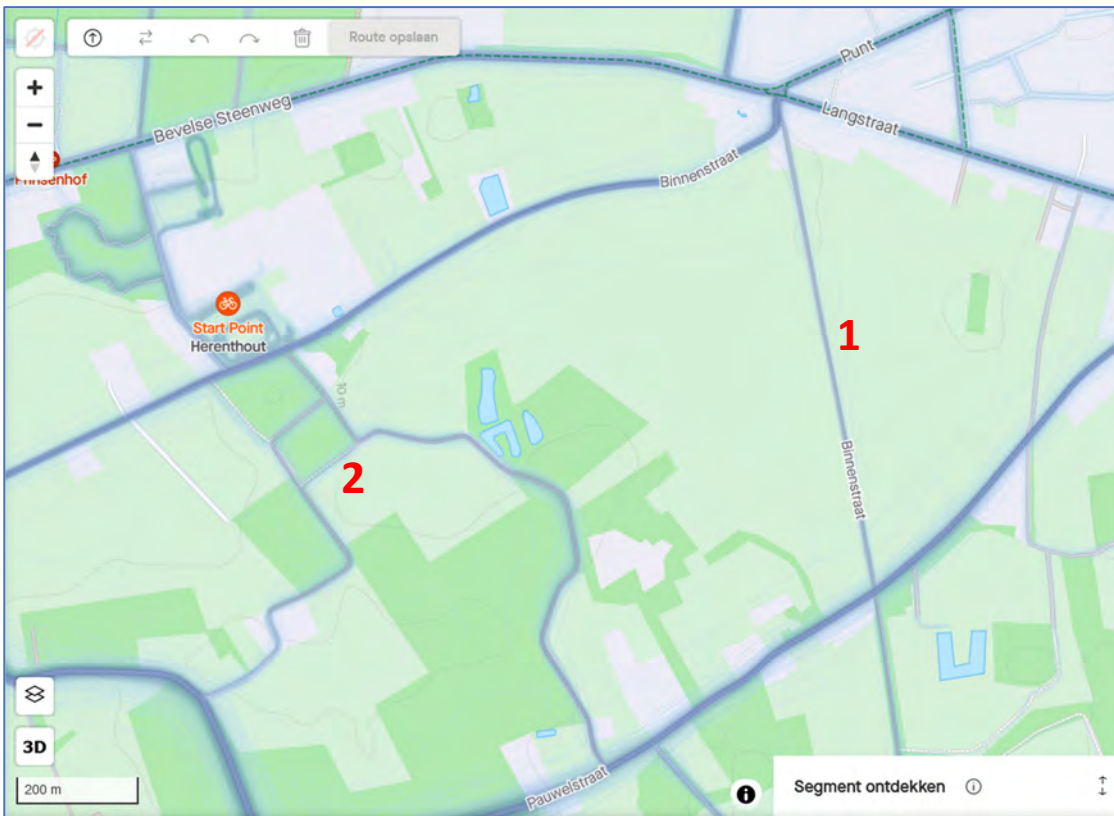 Route opslaan
Punt
Bevelse Steenweg
Langstraat
Prinsenhof
Binnenstraat
Start Point
Herenthout
1
10 m
Binnenstraat
2
3D
200 m
Pauwelstraat
Segment ontdekken